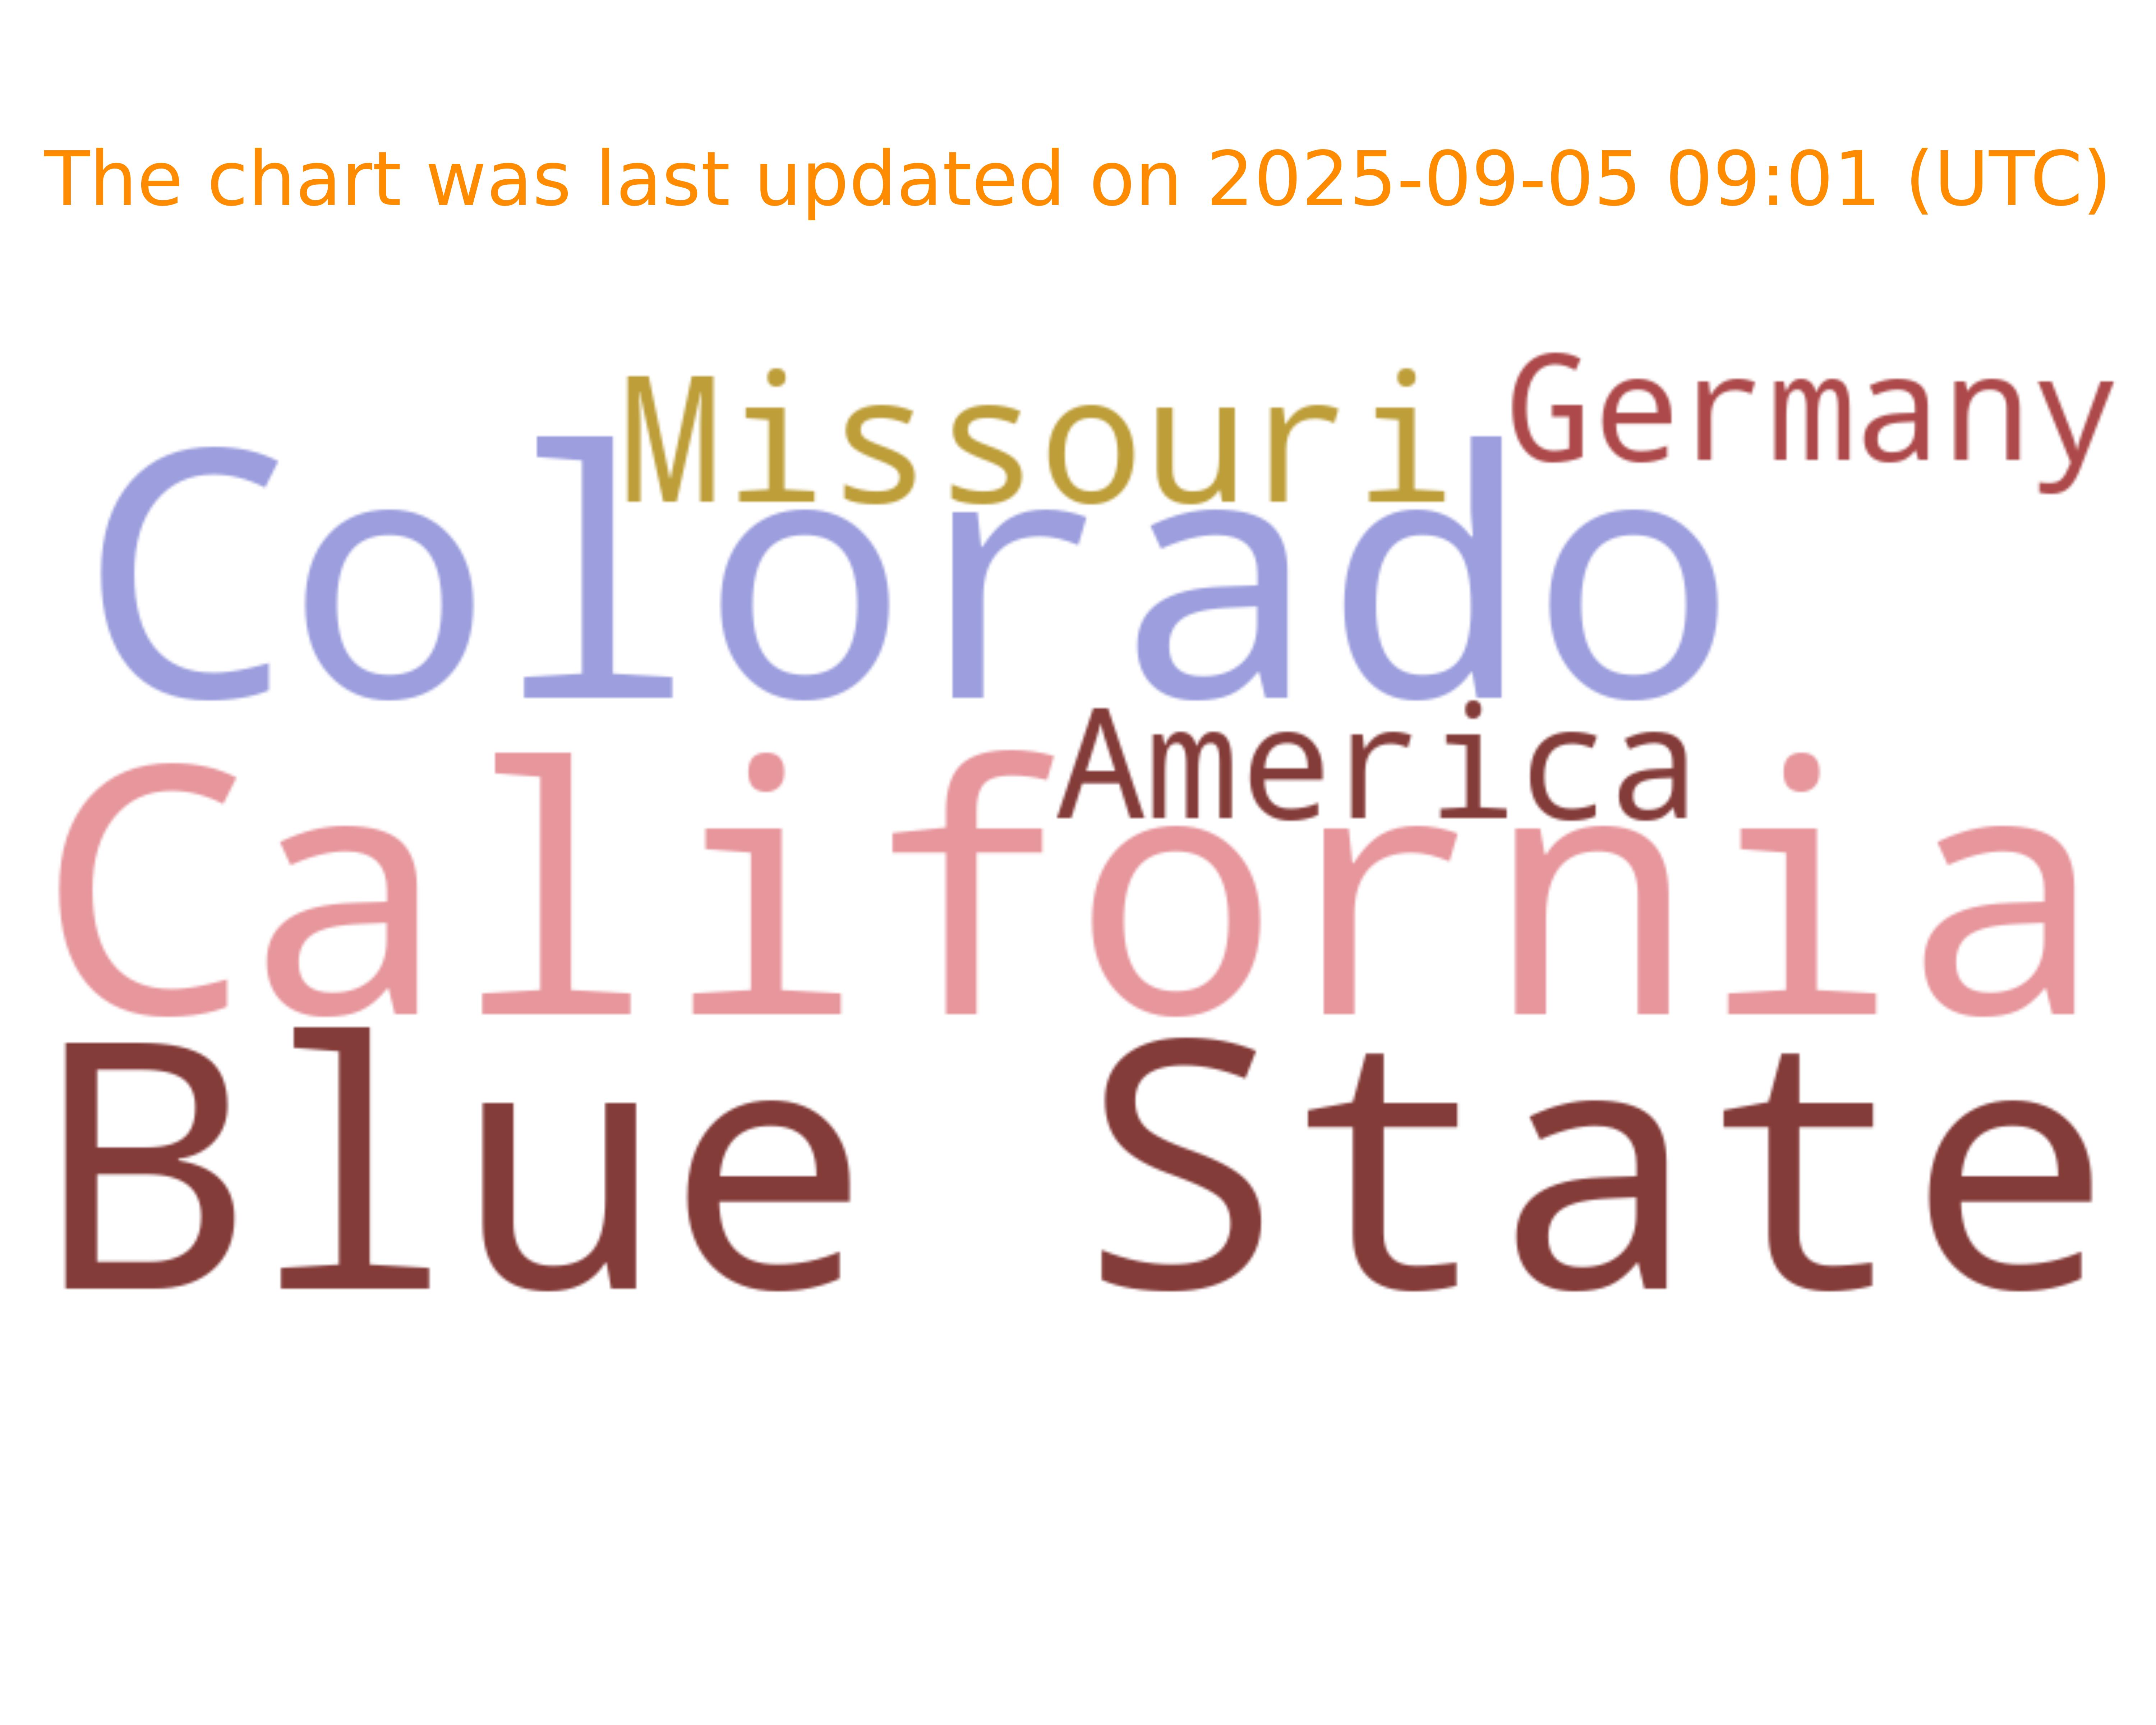 The chart was last updated on 2025-09-05 09:01 (UTC)
Missouri Germany
Colorado
America
California
Blue State